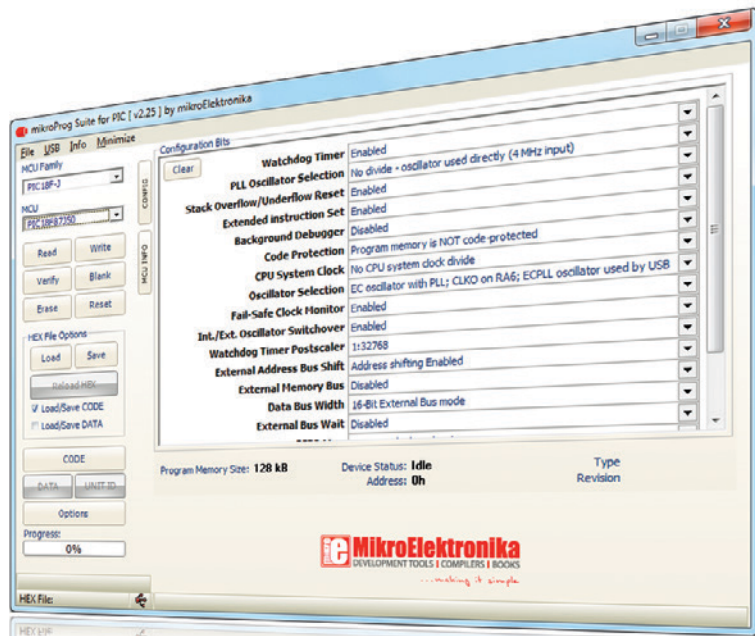 mikroProg Suite for PIC [ v2.25 ] by mikroElektronika
File USB Info Minimize
MCU Family
PIC18F-J
MCU
PIC18F87J50
Read Write
Verify Blank
Erase Reset
HEX File Options
Load Save
Reload HEX
Load/Save CODE
Load/Save DATA
CODE
DATA UNIT ID
Options
Progress:
0%
HEX File:
CONFIG
MCU INFO
Configuration Bits
Clear
Watchdog Timer Enabled
PLL Oscillator Selection No divide - oscillator used directly (4 MHz input)
Stack Overflow/Underflow Reset Enabled
Extended instruction Set Enabled
Background Debugger Disabled
Code Protection Program memory is NOT code-protected
CPU System Clock No CPU system clock divide
Oscillator Selection EC oscillator with PLL; CLKO on RA6; ECPLL oscillator used by USB
Fail-Safe Clock Monitor Enabled
Int./Ext. Oscillator Switchover Enabled
Watchdog Timer Postscaler 1:32768
External Address Bus Shift Address shifting Enabled
External Memory Bus Disabled
Data Bus Width 16-Bit External Bus mode
External Bus Wait Disabled
Program Memory Size: 128 kB Device Status: Idle Type
Address: 0h Revision
MikroElektronika
DEVELOPMENT TOOLS | COMPILERS | BOOKS
...making it simple